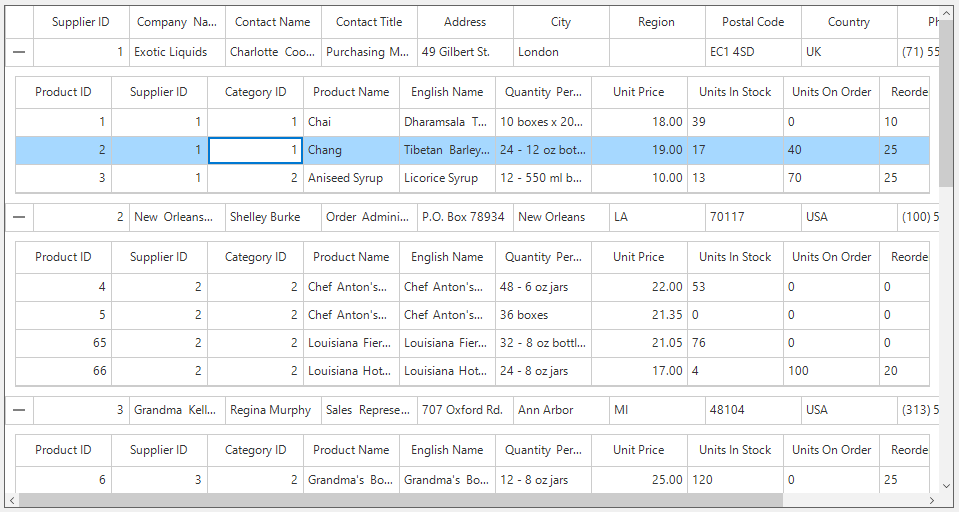 Supplier ID Company Na... Contact Name Contact Title Address City Region Postal Code Country Ph
1 Exotic Liquids Charlotte Coo... Purchasing M... 49 Gilbert St. London EC1 4SD UK (71) 55
Product ID Supplier ID Category ID Product Name English Name Quantity Per... Unit Price Units In Stock Units On Order Reorde
1 1 1 Chai Dharamsala T... 10 boxes x 20... 18.00 39 0 10
2 1 1 Chang Tibetan Barley... 24 - 12 oz bot... 19.00 17 40 25
3 1 2 Aniseed Syrup Licorice Syrup 12 - 550 ml b... 10.00 13 70 25
2 New Orleans... Shelley Burke Order Admini... P.O. Box 78934 New Orleans LA 70117 USA (100) 5
Product ID Supplier ID Category ID Product Name English Name Quantity Per... Unit Price Units In Stock Units On Order Reorde
4 2 2 Chef Anton's... Chef Anton's... 48 - 6 oz jars 22.00 53 0 0
5 2 2 Chef Anton's... Chef Anton's... 36 boxes 21.35 0 0 0
65 2 2 Louisiana Fier... Louisiana Fier... 32 - 8 oz bottl... 21.05 76 0 0
66 2 2 Louisiana Hot... Louisiana Hot... 24 - 8 oz jars 17.00 4 100 20
3 Grandma Kell... Regina Murphy Sales Represe... 707 Oxford Rd. Ann Arbor MI 48104 USA (313) 5
Product ID Supplier ID Category ID Product Name English Name Quantity Per... Unit Price Units In Stock Units On Order Reorde
6 3 2 Grandma's Bo... Grandma's Bo... 12 - 8 oz jars 25.00 120 0 25